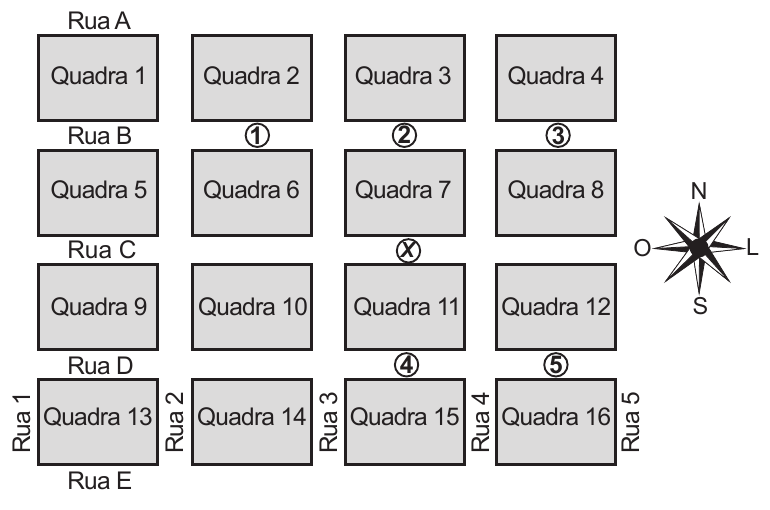 Rua A
Quadra 1 Quadra 2 Quadra 3 Quadra 4
Rua B 1 2 3
Quadra 5 Quadra 6 Quadra 7 Quadra 8
N
O L
S
Rua C X
Quadra 9 Quadra 10 Quadra 11 Quadra 12
Rua D 4 5
Rua 1 Quadra 13 Rua 2 Quadra 14 Rua 3 Quadra 15 Rua 4 Quadra 16 Rua 5
Rua E